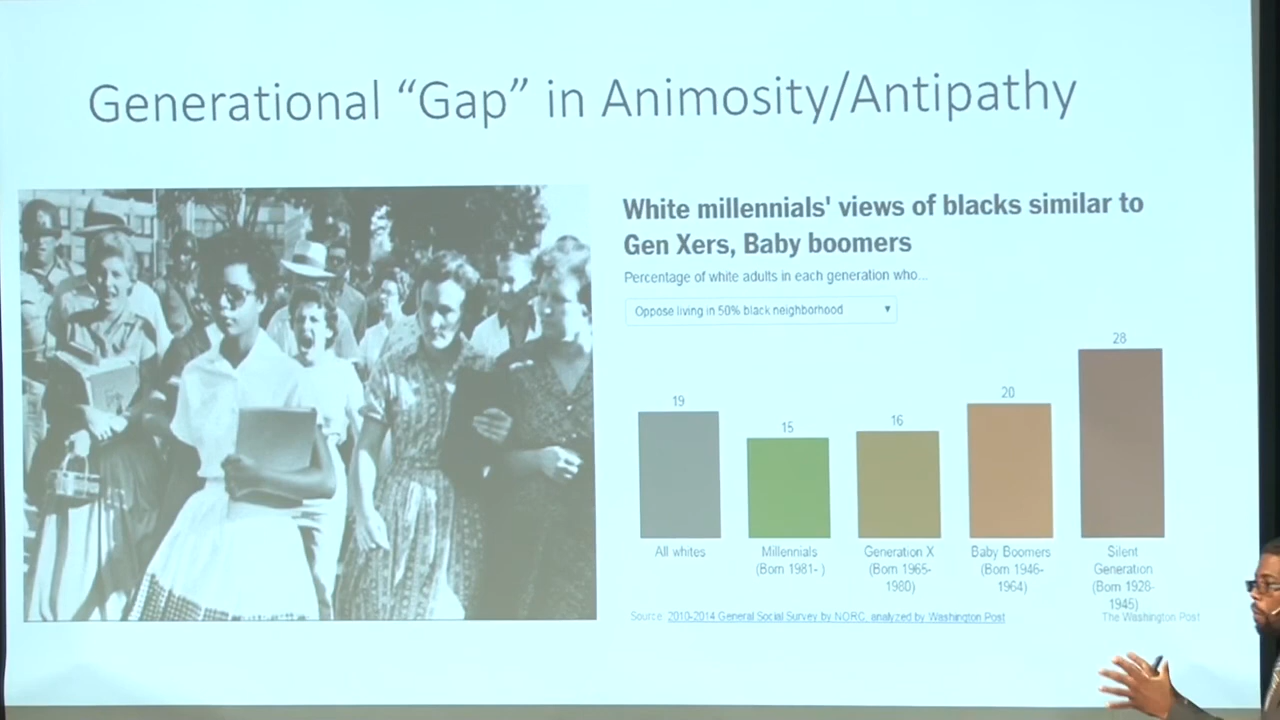 Generational “Gap” in Animosity/Antipathy
White millennials' views of blacks similar to
Gen Xers, Baby boomers
Percentage of white adults in each generation who...
Oppose living in 50% black neighborhood
19
15
16
20
28
All whites
Millennials
(Born 1981- )
Generation X
(Born 1965-
1980)
Baby Boomers
(Born 1946-
1964)
Silent
Generation
(Born 1928-
1945)
Source: 2010-2014 General Social Survey by NORC, analyzed by Washington Post
The Washington Post